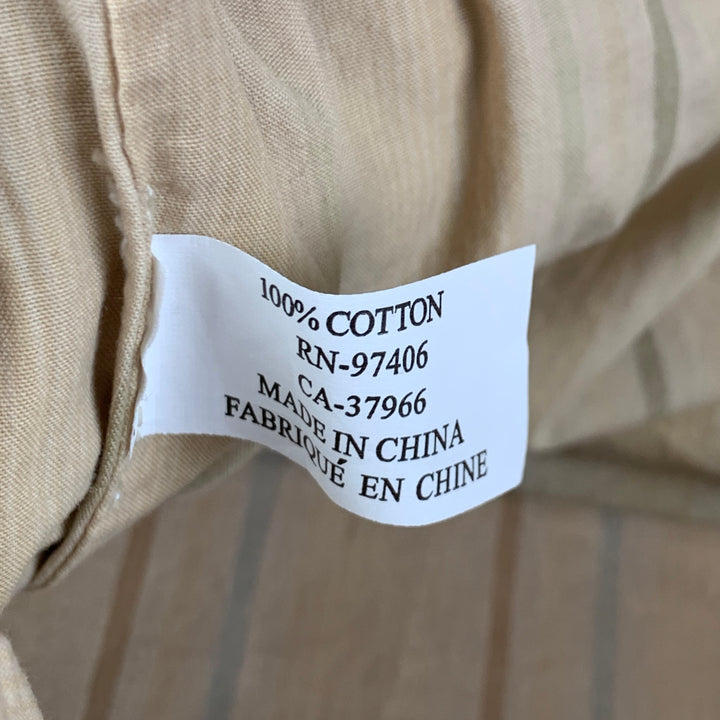 100% COTTON
RN-97406
CA-37966
MADE IN CHINA
FABRIQUÉ EN CHINE